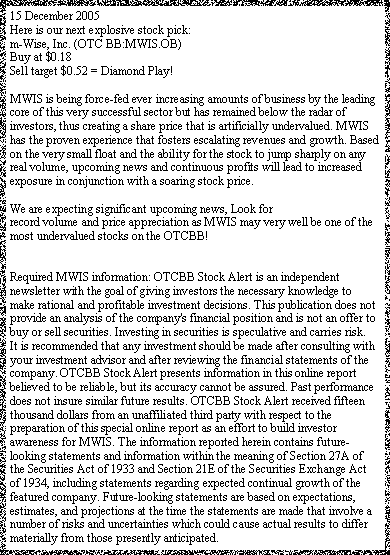 15 December 2005
Here is our next explosive stock pick:
m-Wise, Inc. (OTC BB:MWIS.OB)
Buy at $0.18
Sell target $0.52 = Diamond Play!
MWIS is being force-fed ever increasing amounts of business by the leading
core of this very successful sector but has remained below the radar of
investors, thus creating a share price that is artificially undervalued. MWIS
has the proven experience that fosters escalating revenues and growth. Based
on the very small float and the ability for the stock to jump sharply on any
real volume, upcoming news and continuous profits will lead to increased
exposure in conjunction with a soaring stock price.
We are expecting significant upcoming news, Look for
record volume and price appreciation as MWIS may very well be one of the
most undervalued stocks on the OTCBB!
Required MWIS information: OTCBB Stock Alert is an independent
newsletter with the goal of giving investors the necessary knowledge to
make rational and profitable investment decisions. This publication does not
provide an analysis of the company's financial position and is not an offer to
buy or sell securities. Investing in securities is speculative and carries risk.
It is recommended that any investment should be made after consulting with
your investment advisor and after reviewing the financial statements of the
company. OTCBB Stock Alert presents information in this online report
believed to be reliable, but its accuracy cannot be assured. Past performance
does not insure similar future results. OTCBB Stock Alert received fifteen
thousand dollars from an unaffiliated third party with respect to the
preparation of this special online report as an effort to build investor
awareness for MWIS. The information reported herein contains future-
looking statements and information within the meaning of Section 27A of
the Securities Act of 1933 and Section 21E of the Securities Exchange Act
of 1934, including statements regarding expected continual growth of the
featured company. Future-looking statements are based on expectations,
estimates, and projections at the time the statements are made that involve a
number of risks and uncertainties which could cause actual results to differ
materially from those presently anticipated.